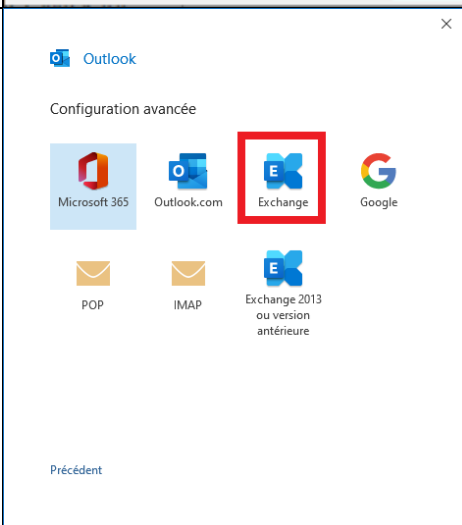 Outlook
Configuration avancée
Microsoft 365
Outlook.com
Exchange
Google
POP
IMAP
Exchange 2013
ou version
antérieure
Précédent